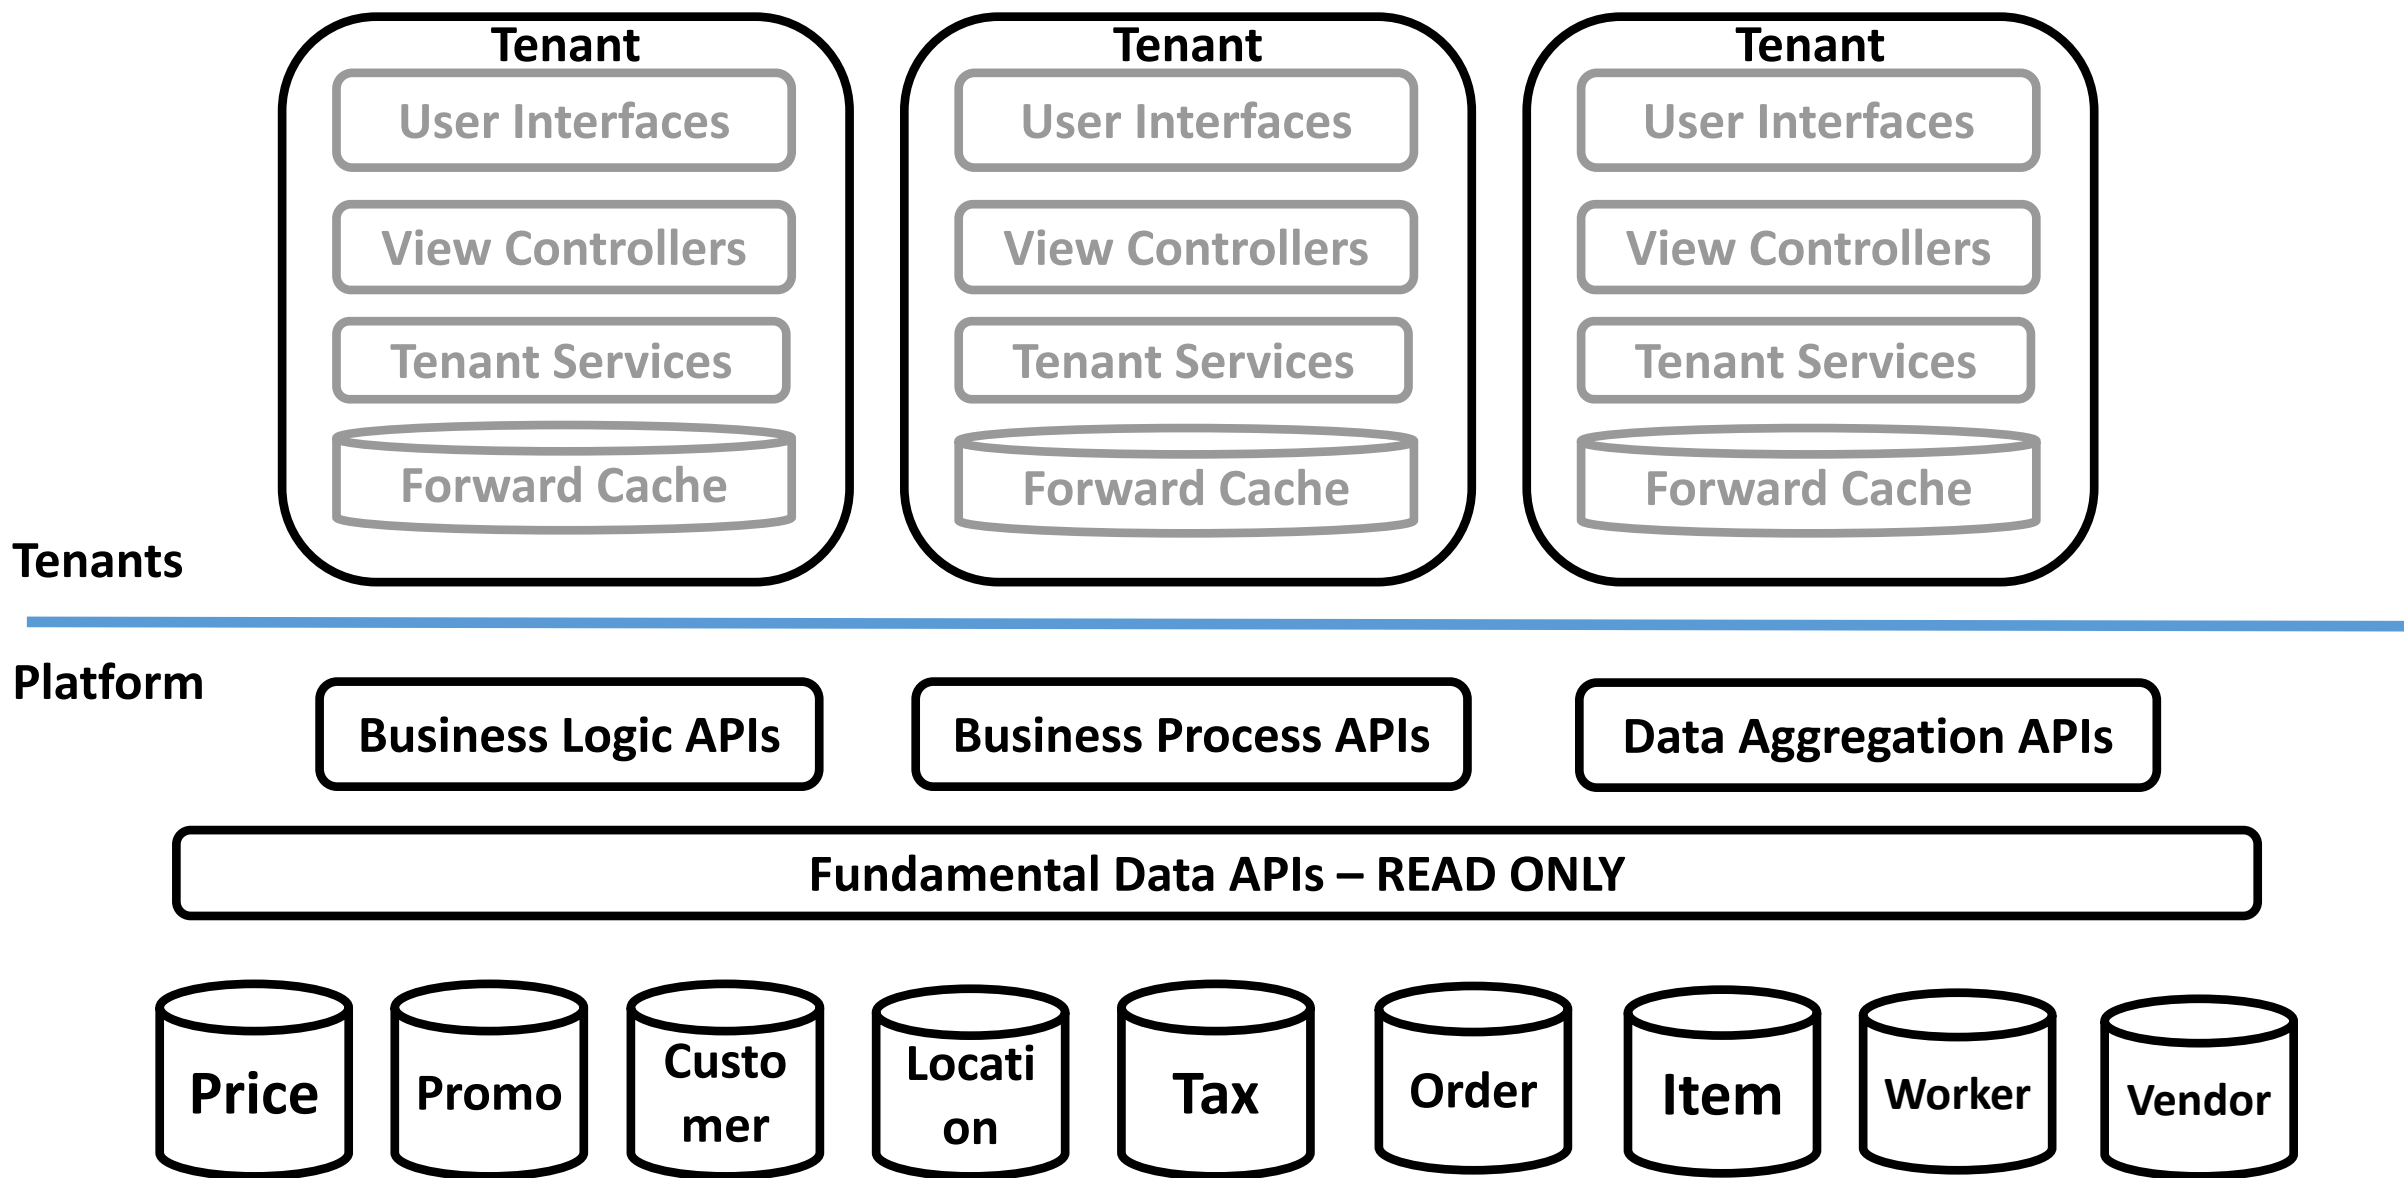 Tenant
User Interfaces
View Controllers
Tenant Services
Forward Cache
Tenant
User Interfaces
View Controllers
Tenant Services
Forward Cache
Tenant
User Interfaces
View Controllers
Tenant Services
Forward Cache
Tenants
Platform
Business Logic APIs
Business Process APIs
Data Aggregation APIs
Fundamental Data APIs – READ ONLY
Price
Promo
Custo
mer
Locati
on
Tax
Order
Item
Worker
Vendor